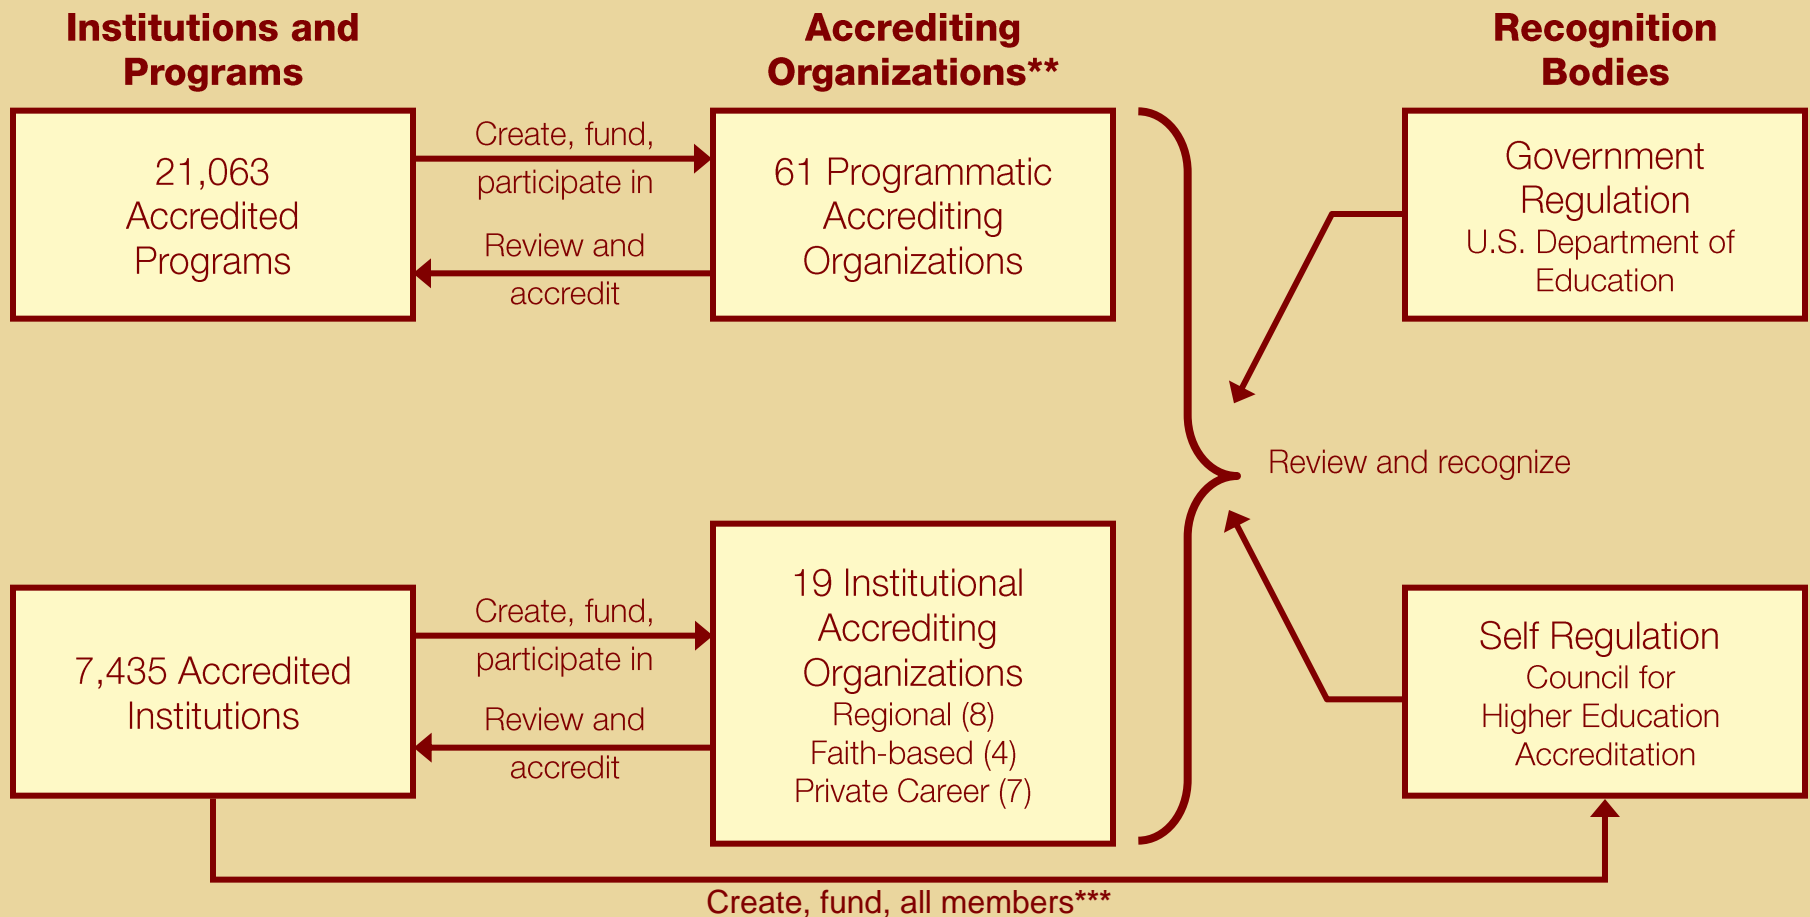 Institutions and
Programs
Accrediting
Organizations**
Recognition
Bodies
21,063
Accredited
Programs
Create, fund,
participate in
Review and
accredit
61 Programmatic
Accrediting
Organizations
Government
Regulation
U.S. Department of
Education
Review and recognize
7,435 Accredited
Institutions
Create, fund,
participate in
Review and
accredit
19 Institutional
Accrediting
Organizations
Regional (8)
Faith-based (4)
Private Career (7)
Self Regulation
Council for
Higher Education
Accreditation
Create, fund, all members***